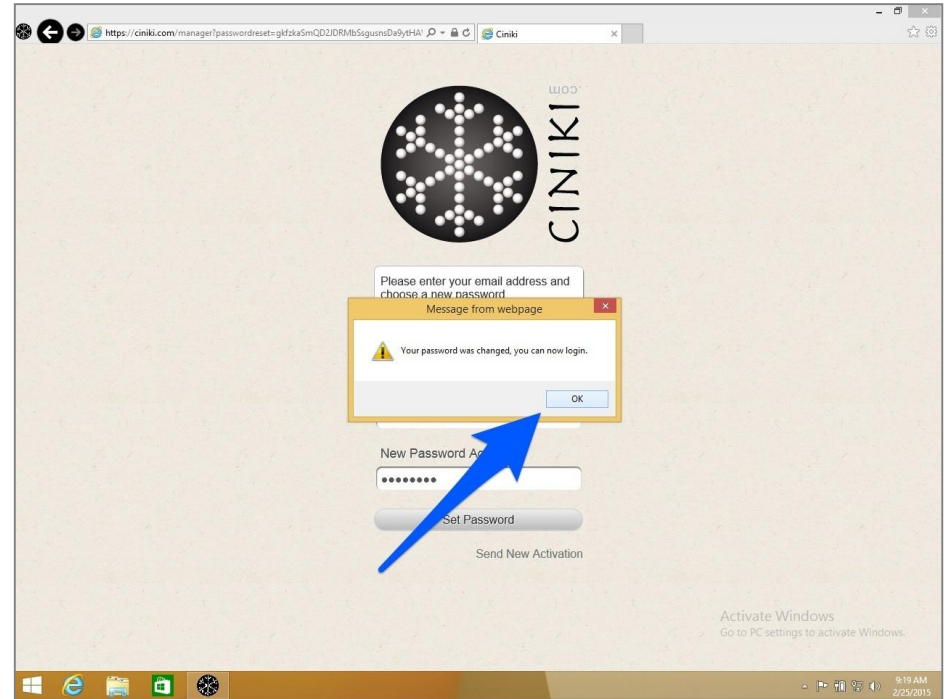 https://ciniki.com/manager?passwordreset=
Ciniki
.com
CINIKI
Please enter your email address and
choose a new password
Message from webpage
Your password was changed, you can now login.
OK
New Password
Set Password
Send New Activation
Activate Windows
Go to PC settings to activate Windows.
9:19 AM
2/25/2015